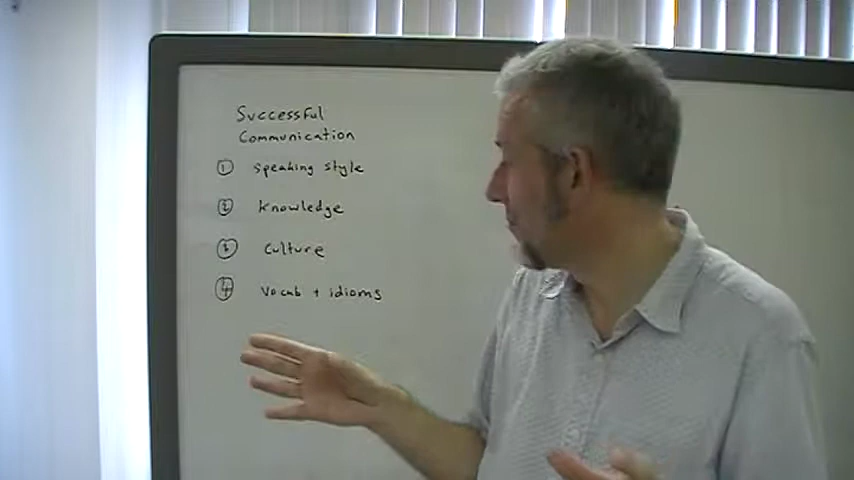 Successful
Communication
1 Speaking style
2 Knowledge
3 Culture
4 Vocab + idioms